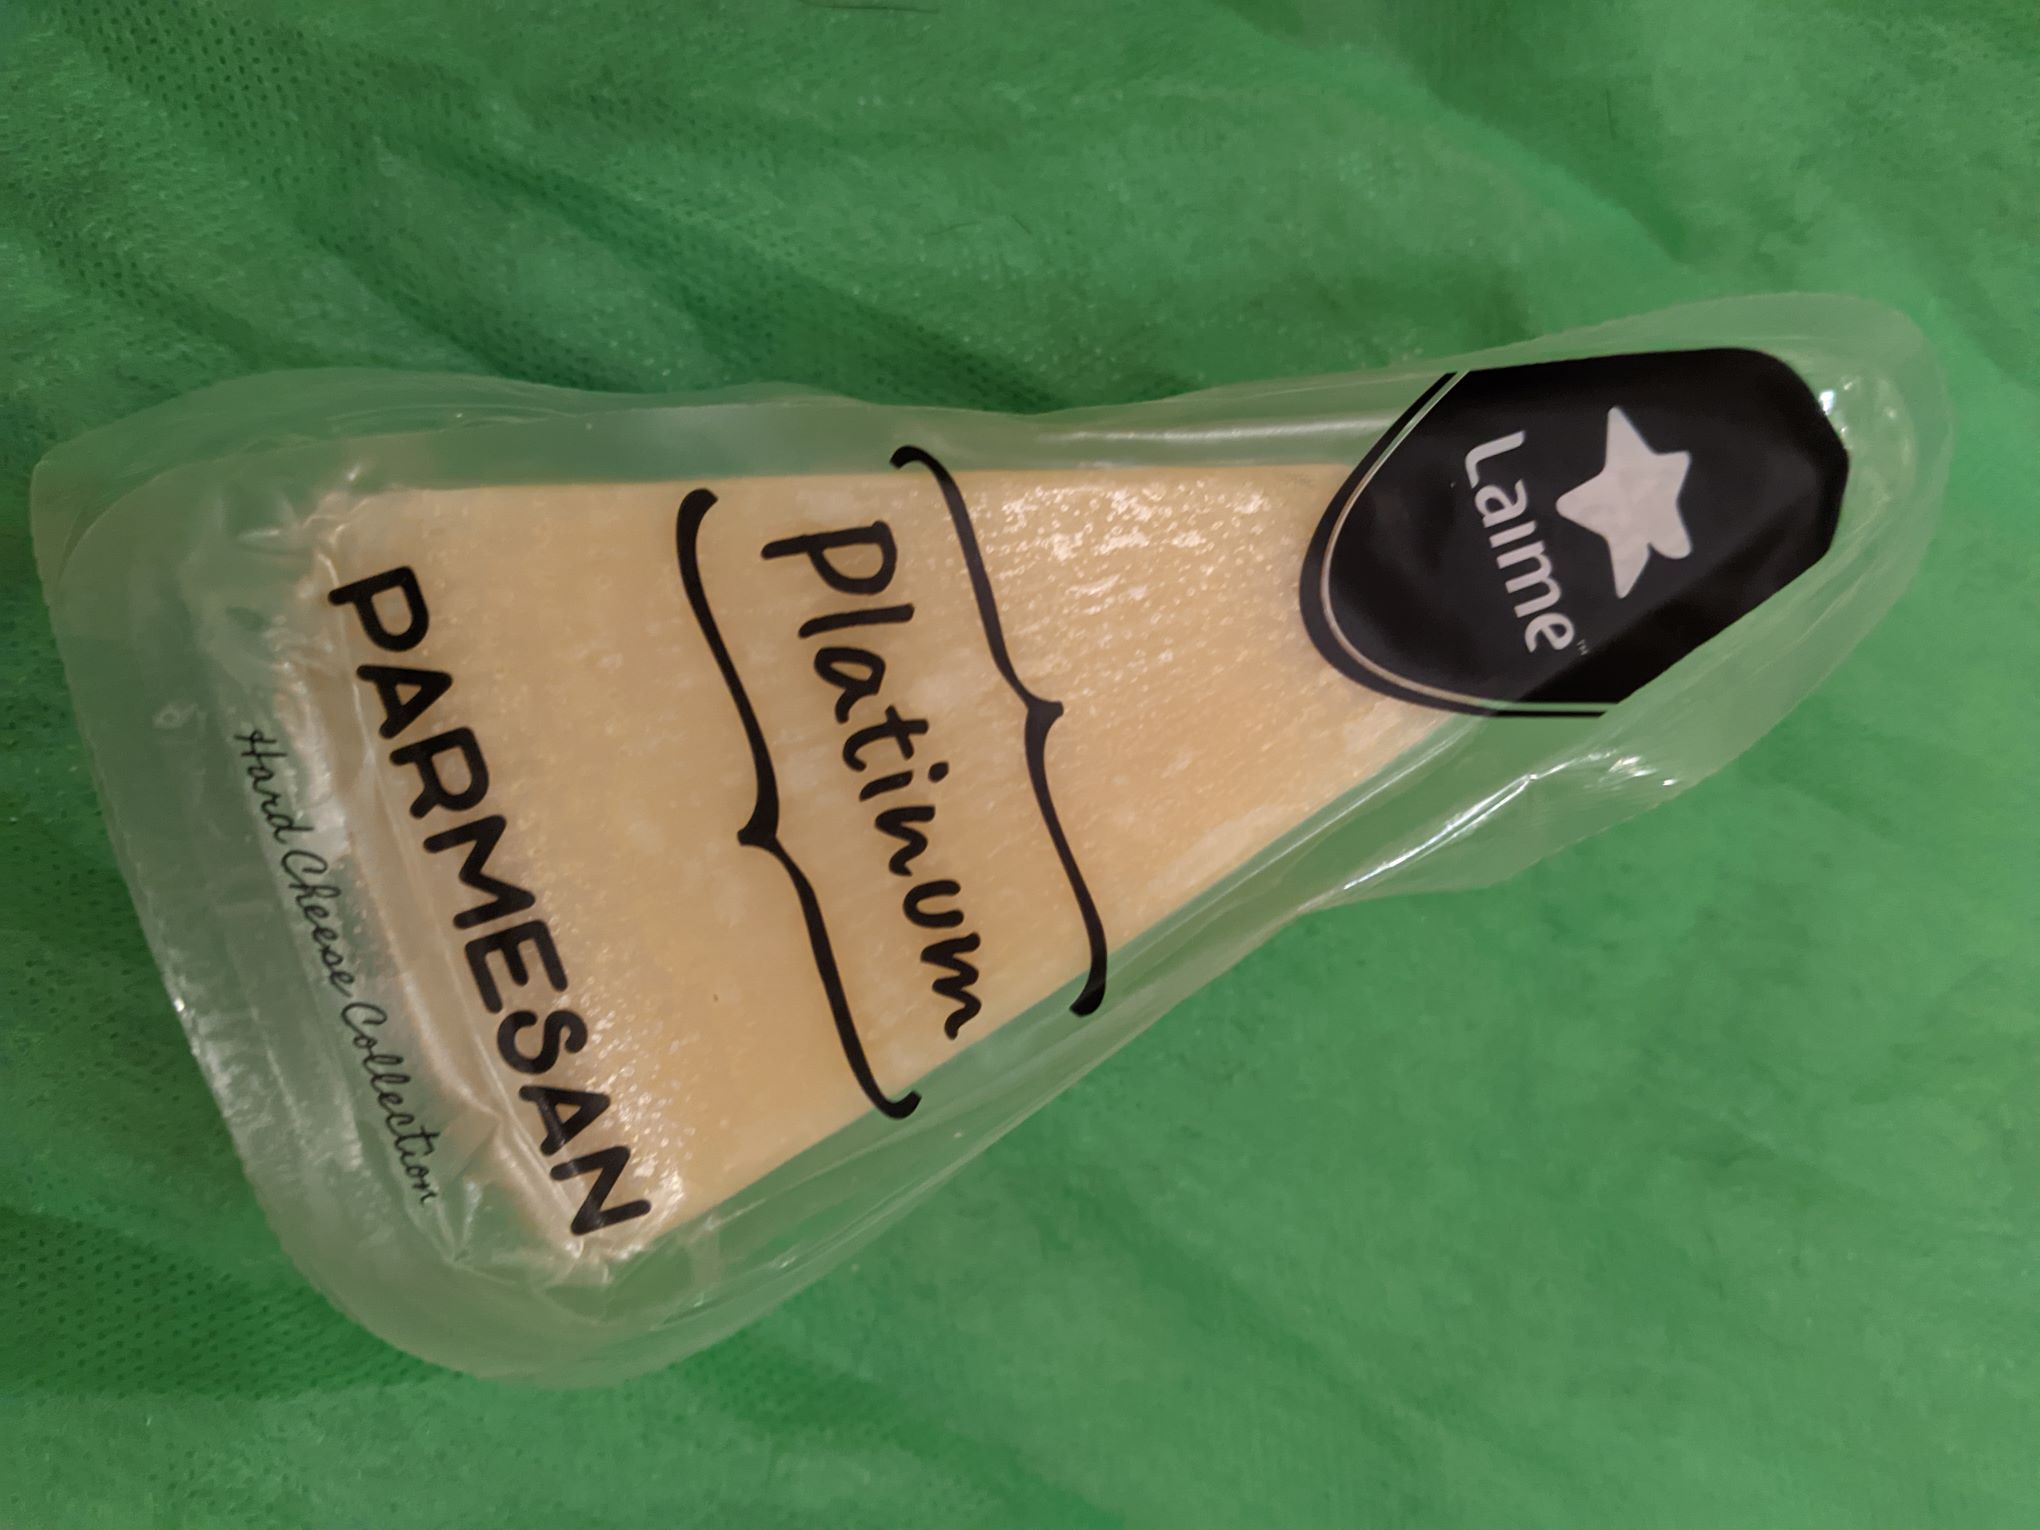 Laime™
Platinum
PARMESAN
Hard Cheese Collection